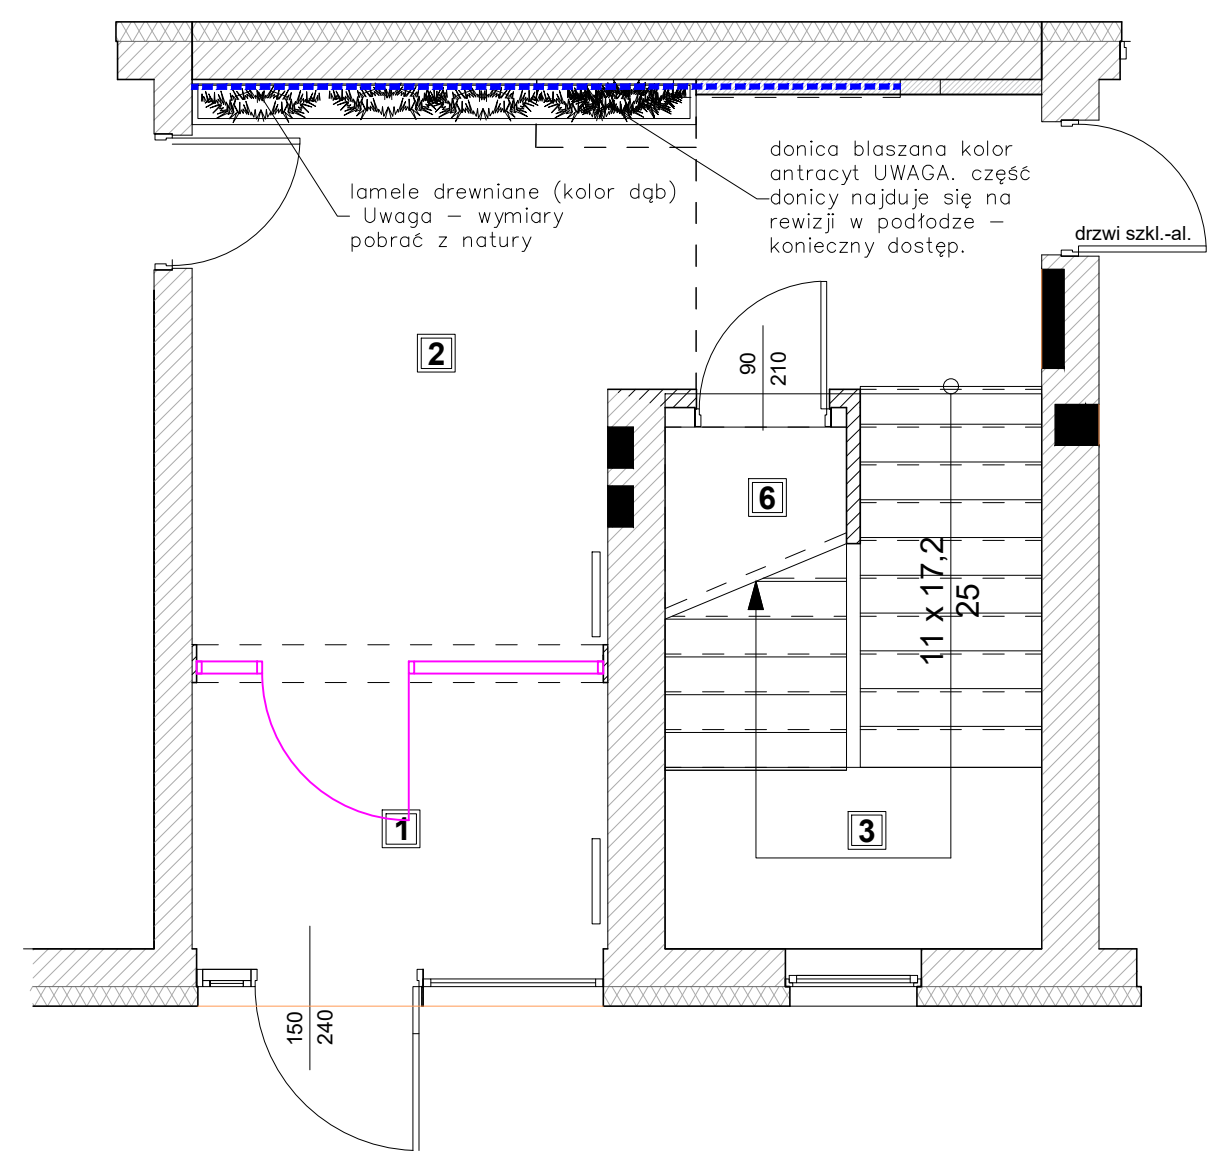 donica blaszana kolor
antracyt UWAGA. część
donicy najduje się na
rewizji w podłodze –
konieczny dostęp.
lamele drewniane (kolor dąb)
Uwaga – wymiary
pobrać z natury
drzwi szkl.-al.
2
90
210
6
11 x 17,2
25
1
3
150
240